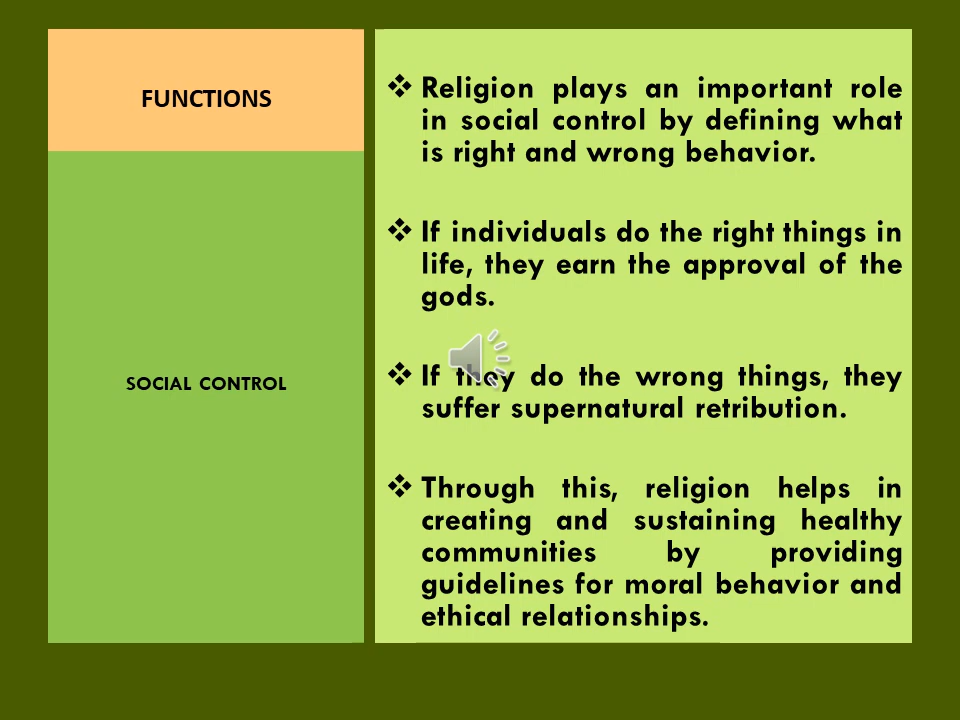 FUNCTIONS
SOCIAL CONTROL
❖ Religion plays an important role
in social control by defining what
is right and wrong behavior.
❖ If individuals do the right things in
life, they earn the approval of the
gods.
❖ If they do the wrong things, they
suffer supernatural retribution.
❖ Through this, religion helps in
creating and sustaining healthy
communities by providing
guidelines for moral behavior and
ethical relationships.